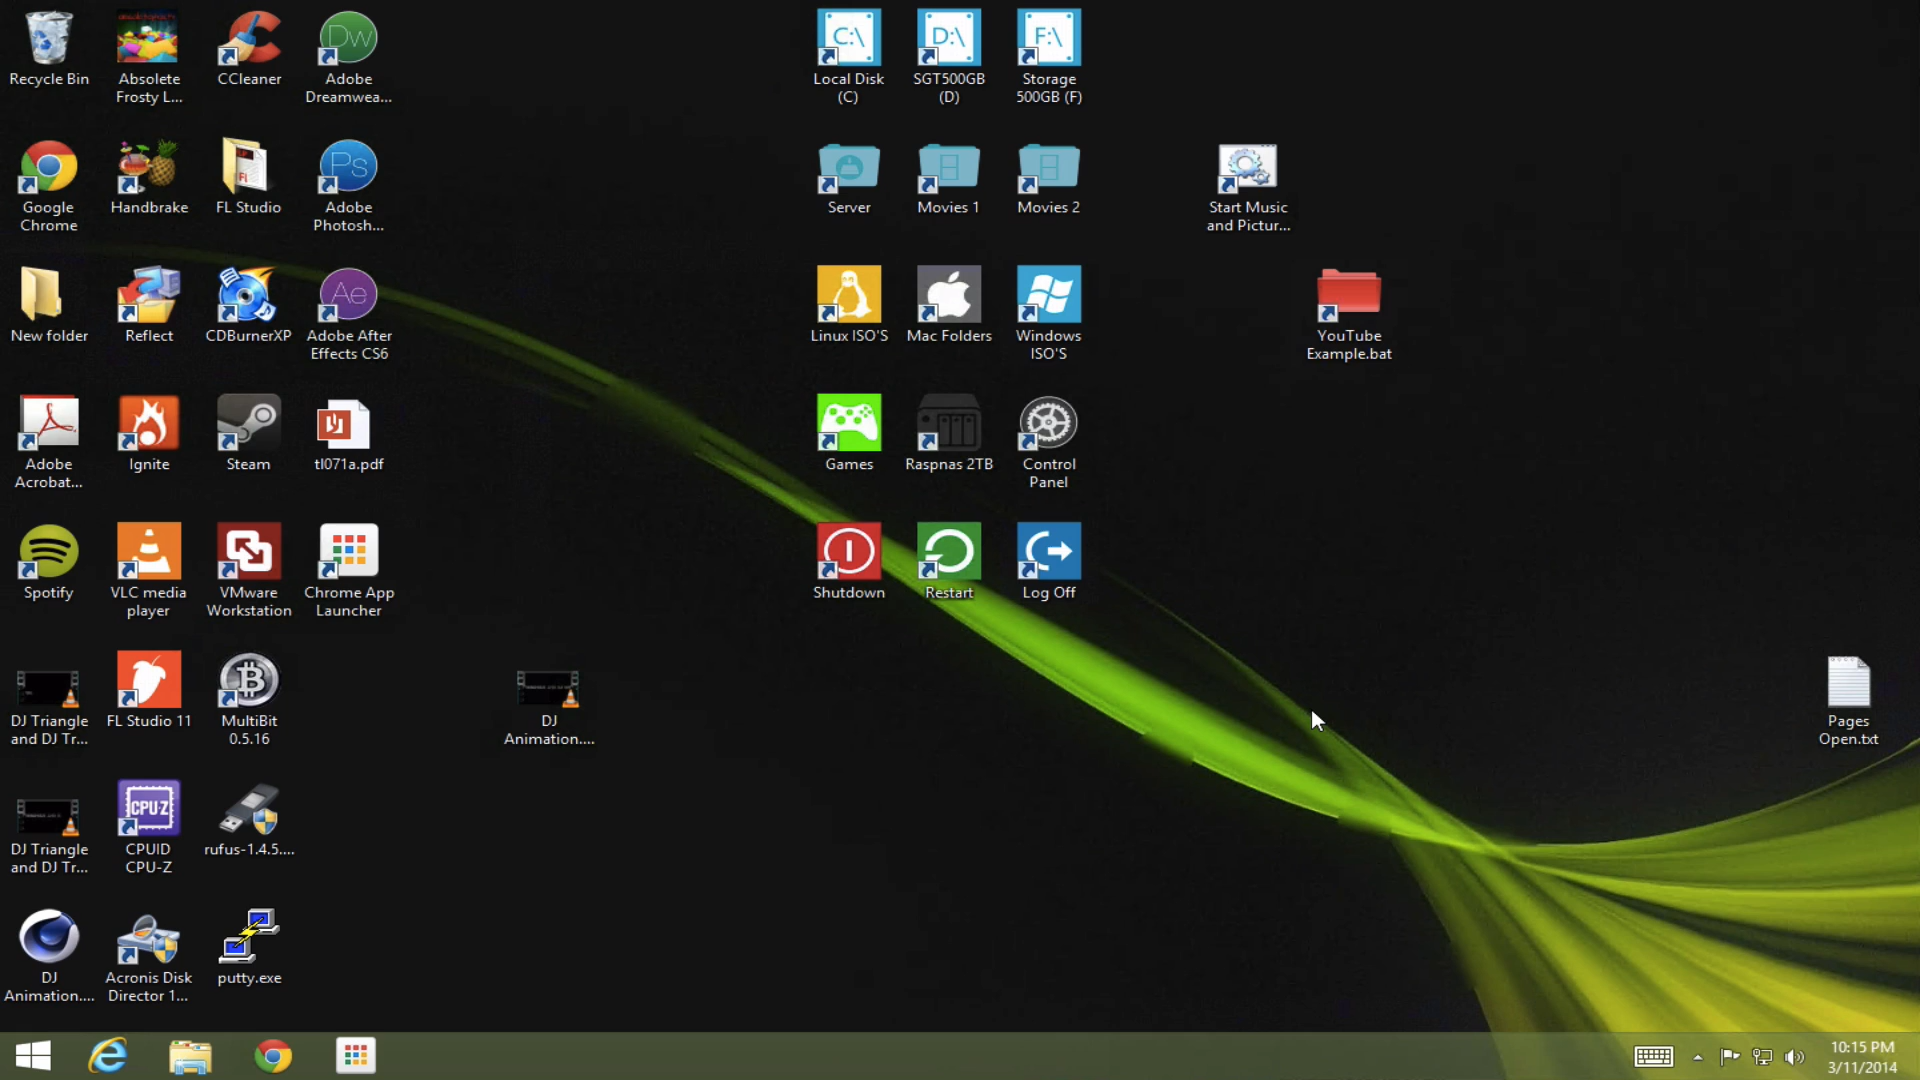 Recycle Bin
Absolete
Frosty L...
CCleaner
Dw
Adobe
Dreamwea...
C:\
Local Disk
(C)
D:\
SGT500GB
(D)
F:\
Storage
500GB (F)
Google
Chrome
Handbrake
FL Studio
Ps
Adobe
Photosh...
Server
Movies 1
Movies 2
Start Music
and Pictur...
New folder
Reflect
CDBurnerXP
Ae
Adobe After
Effects CS6
Linux ISO'S
Mac Folders
Windows
ISO'S
YouTube
Example.bat
Adobe
Acrobat...
Ignite
Steam
tl071a.pdf
Games
Raspnas 2TB
Control
Panel
Spotify
VLC media
player
VMware
Workstation
Chrome App
Launcher
Shutdown
Restart
Log Off
DJ Triangle
and DJ Tr...
FL Studio 11
MultiBit
0.5.16
DJ
Animation....
Pages
Open.txt
DJ Triangle
and DJ Tr...
CPU-Z
CPUID
CPU-Z
rufus-1.4.5....
DJ
Animation....
Acronis Disk
Director 1...
putty.exe
10:15 PM
3/11/2014